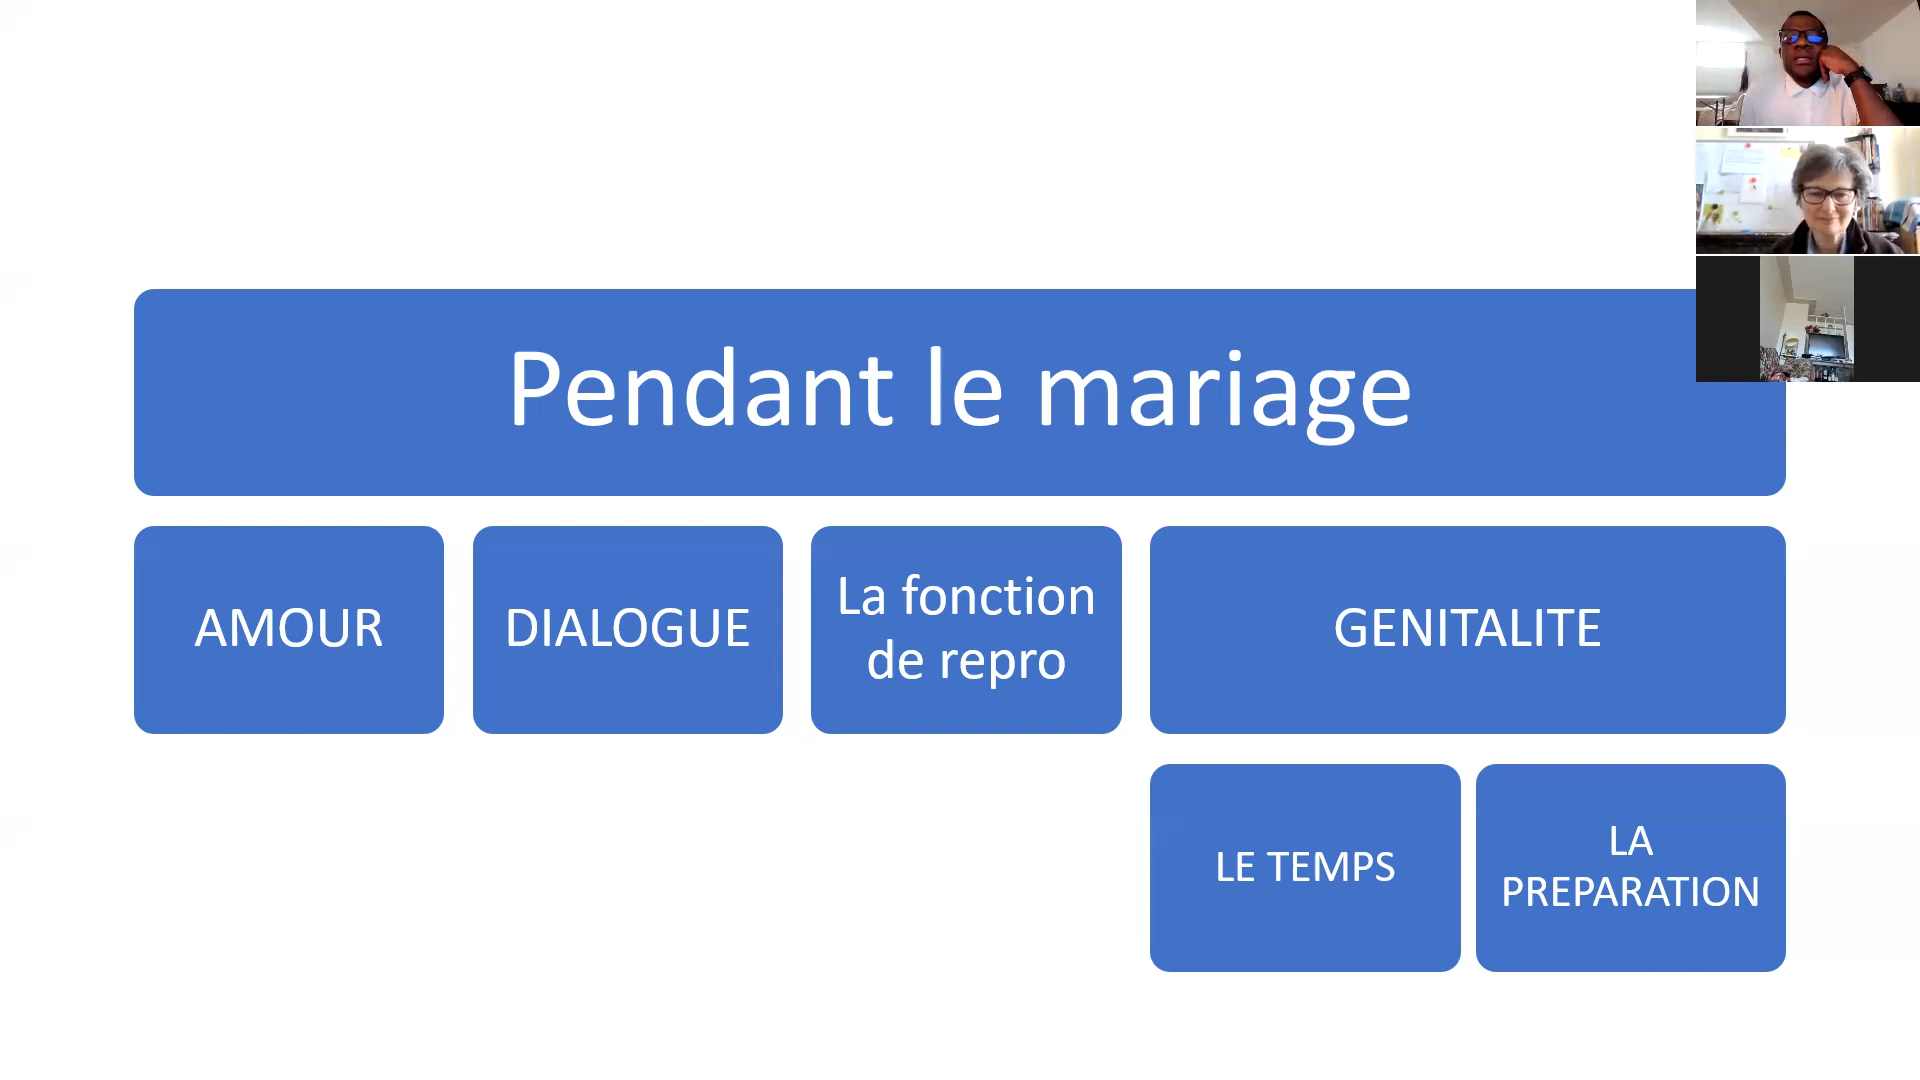 Pendant le mariage
AMOUR
DIALOGUE
La fonction
de repro
GENITALITE
LE TEMPS
LA
PREPARATION